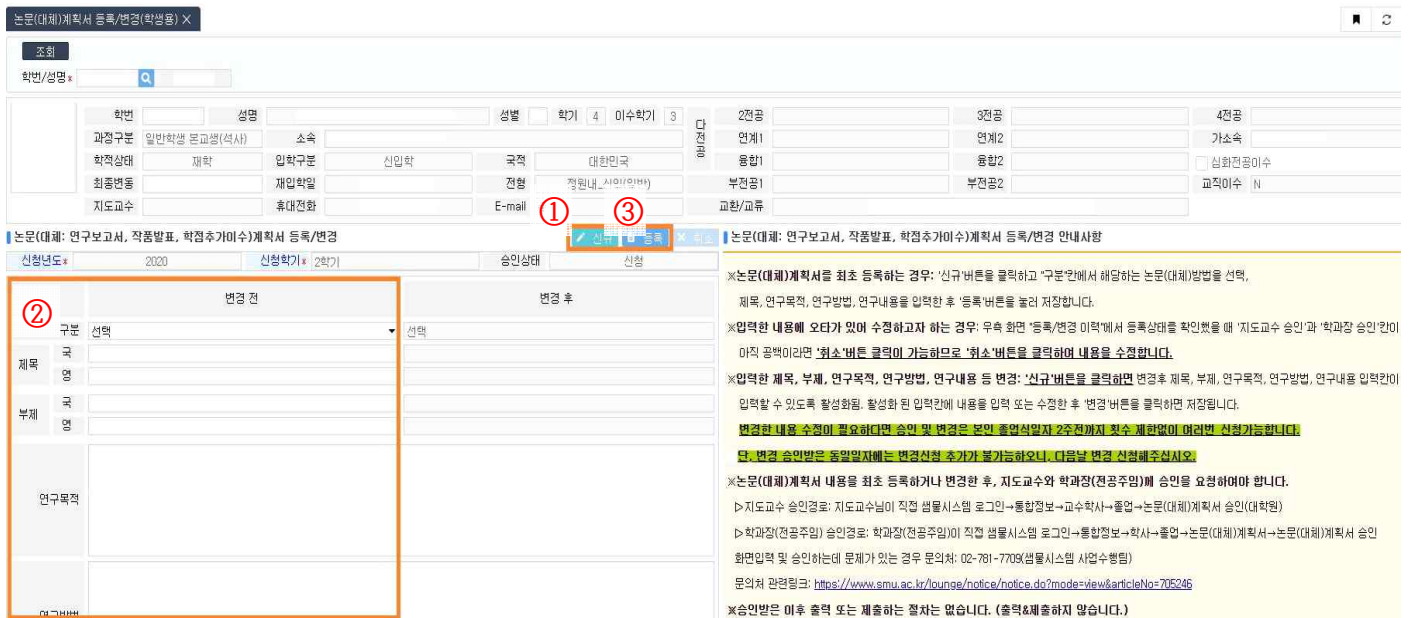 논문(대체)계획서 등록/변경(학생용) X
조회
학번/성명*
학번 성명 성별 학기 4 이수학기 3 다전공 2전공 3전공 4전공
과정구분 일반학생 본교생(석사) 소속 연계1 연계2 가소속
학적상태 재학 입학구분 신입학 국적 대한민국 융합1 융합2 심화전공이수
최종변동 재입학일 전형 정원내_신입(일반) 부전공1 부전공2 교직이수 N
지도교수 휴대전화 E-mail 교환/교류
① ③
논문(대체: 연구보고서, 작품발표, 학점추가이수)계획서 등록/변경 신규 등록 취소
신청년도* 2020 신청학기* 2학기 승인상태 신청
② 변경 전 변경 후
구분 선택 선택
제목 국
영
부제 국
영
연구목적
연구방법
논문(대체: 연구보고서, 작품발표, 학점추가이수)계획서 등록/변경 안내사항
※논문(대체)계획서를 최초 등록하는 경우: '신규'버튼을 클릭하고 "구분"칸에서 해당하는 논문(대체)방법을 선택,
제목, 연구목적, 연구방법, 연구내용을 입력한 후 '등록'버튼을 눌러 저장합니다.
※입력한 내용에 오타가 있어 수정하고자 하는 경우: 우측 화면 "등록/변경 이력"에서 등록상태를 확인했을 때 '지도교수 승인'과 '학과장 승인'칸이
아직 공백이라면 '취소'버튼 클릭이 가능하므로 '취소'버튼을 클릭하여 내용을 수정합니다.
※입력한 제목, 부제, 연구목적, 연구방법, 연구내용 등 변경: '신규'버튼을 클릭하면 변경후 제목, 부제, 연구목적, 연구방법, 연구내용 입력칸이
입력할 수 있도록 활성화됨. 활성화 된 입력칸에 내용을 입력 또는 수정한 후 '변경'버튼을 클릭하면 저장됩니다.
변경한 내용 수정이 필요하다면 승인 및 변경은 본인 졸업식일자 2주전까지 횟수 제한없이 여러번 신청가능합니다.
단, 변경 승인받은 동일일자에는 변경신청 추가가 불가능하오니, 다음날 변경 신청해주십시오.
※논문(대체)계획서 내용을 최초 등록하거나 변경한 후, 지도교수와 학과장(전공주임)께 승인을 요청하여야 합니다.
▷지도교수 승인경로: 지도교수님이 직접 샘물시스템 로그인→통합정보→교수학사→졸업→논문(대체)계획서 승인(대학원)
▷학과장(전공주임) 승인경로: 학과장(전공주임)이 직접 샘물시스템 로그인→통합정보→학사→졸업→논문(대체)계획서→논문(대체)계획서 승인
화면입력 및 승인하는데 문제가 있는 경우 문의처: 02-781-7709(샘물시스템 사업수행팀)
문의처 관련링크: https://www.smu.ac.kr/lounge/notice/notice.do?mode=view&articleNo=705246
※승인받은 이후 출력 또는 제출하는 절차는 없습니다. (출력&제출하지 않습니다.)